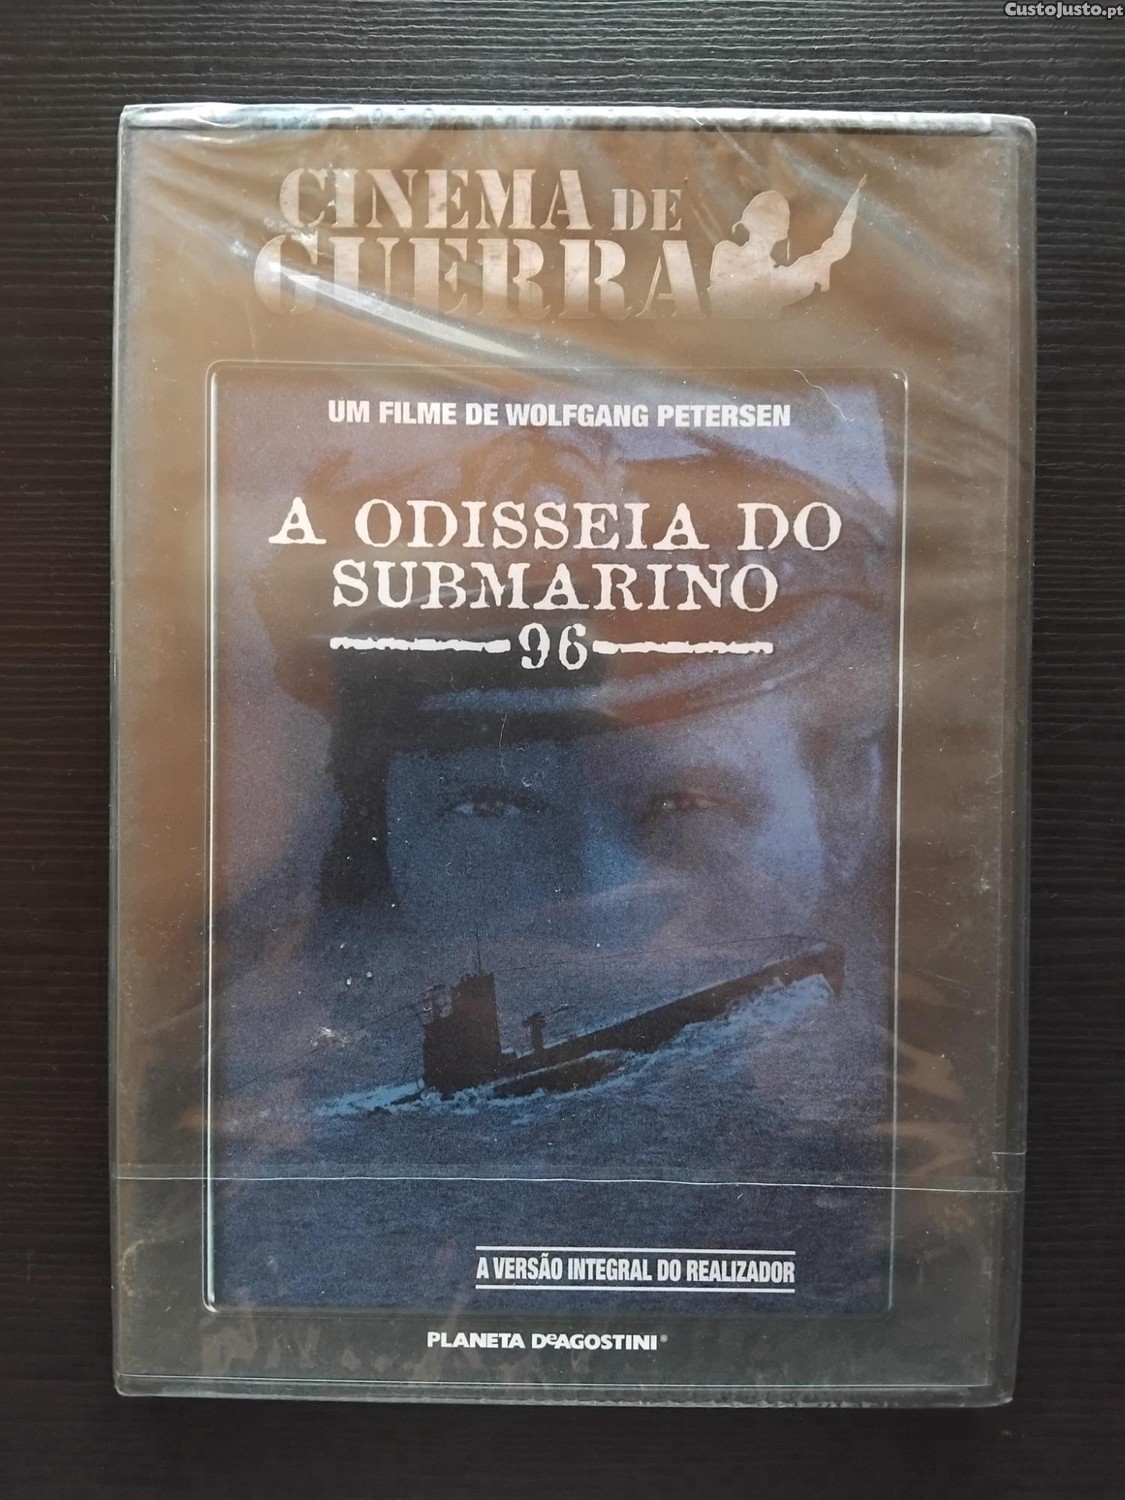 CustoJusto.pt
CINEMA DE
GUERRA
UM FILME DE WOLFGANG PETERSEN
A ODISSEIA DO
SUBMARINO
96
A VERSÃO INTEGRAL DO REALIZADOR
PLANETA DeAGOSTINI®